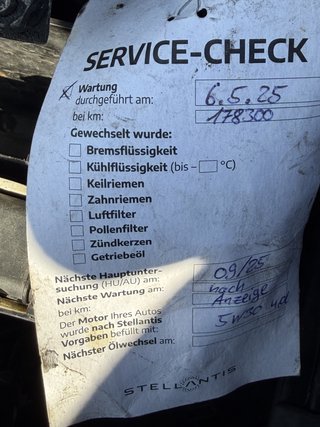 SERVICE-CHECK
Wartung
durchgeführt am: 6.5.25
bei km: 178300
Gewechselt wurde:
Bremsflüssigkeit
Kühlflüssigkeit (bis – °C)
Keilriemen
Zahnriemen
Luftfilter
Pollenfilter
Zündkerzen
Getriebeöl
Nächste Hauptunter-
suchung (HU/AU) am: 09/25
Nächste Wartung am: nach
Anzeige
Der Motor Ihres Autos
wurde nach Stellantis
Vorgaben befüllt mit: 5W30
Nächster Ölwechsel am:
STELLANTIS